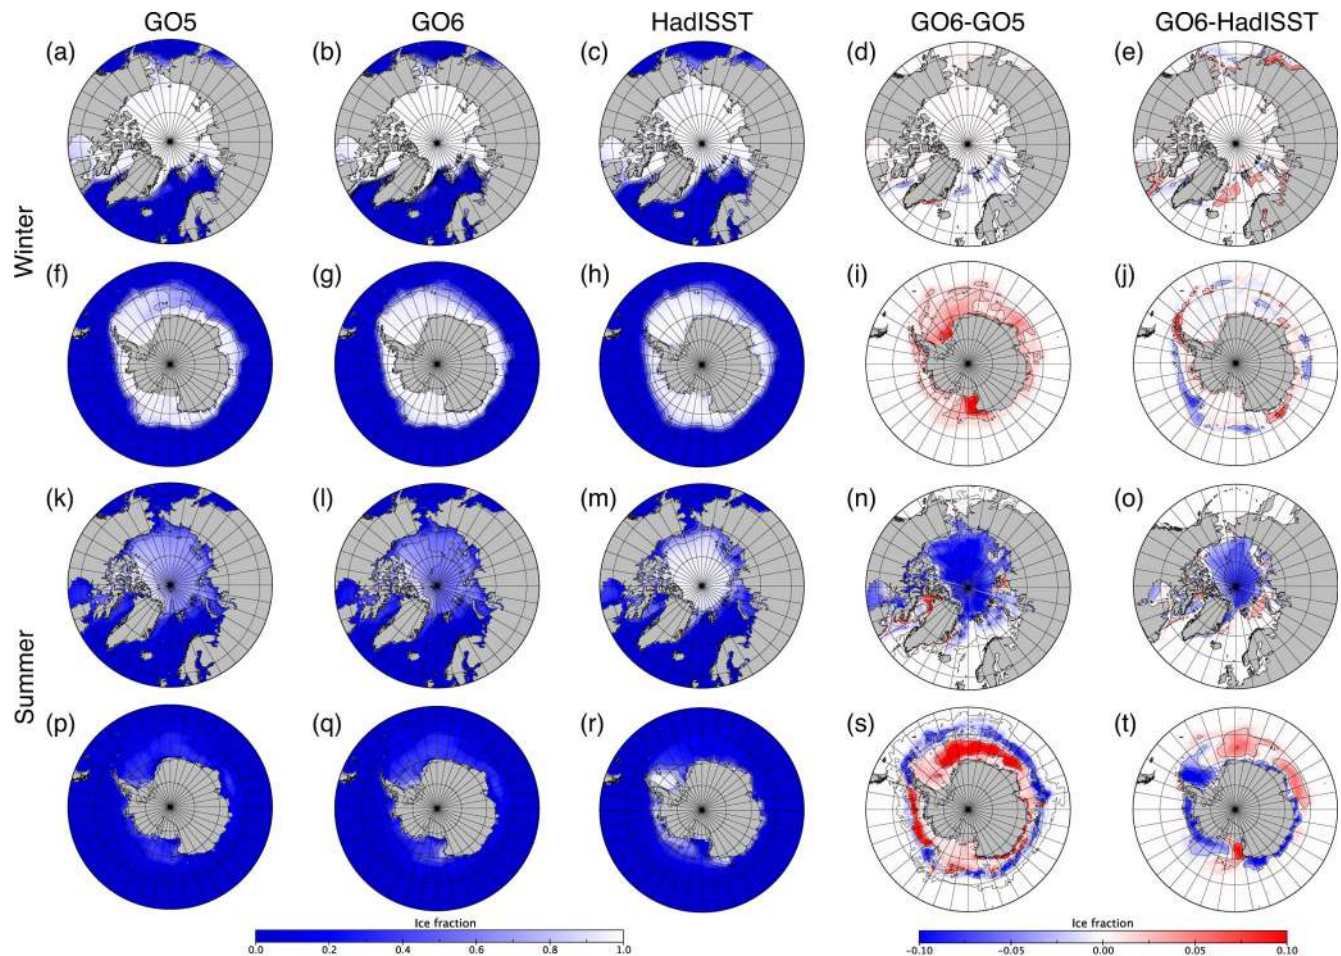 GO5 GO6 HadISST GO6-GO5 GO6-HadISST
(a) (b) (c) (d) (e)
Winter
(f) (g) (h) (i) (j)
(k) (l) (m) (n) (o)
Summer
(p) (q) (r) (s) (t)
Ice fraction Ice fraction
0.0 0.2 0.4 0.6 0.8 1.0 −0.10 −0.05 0.00 0.05 0.10